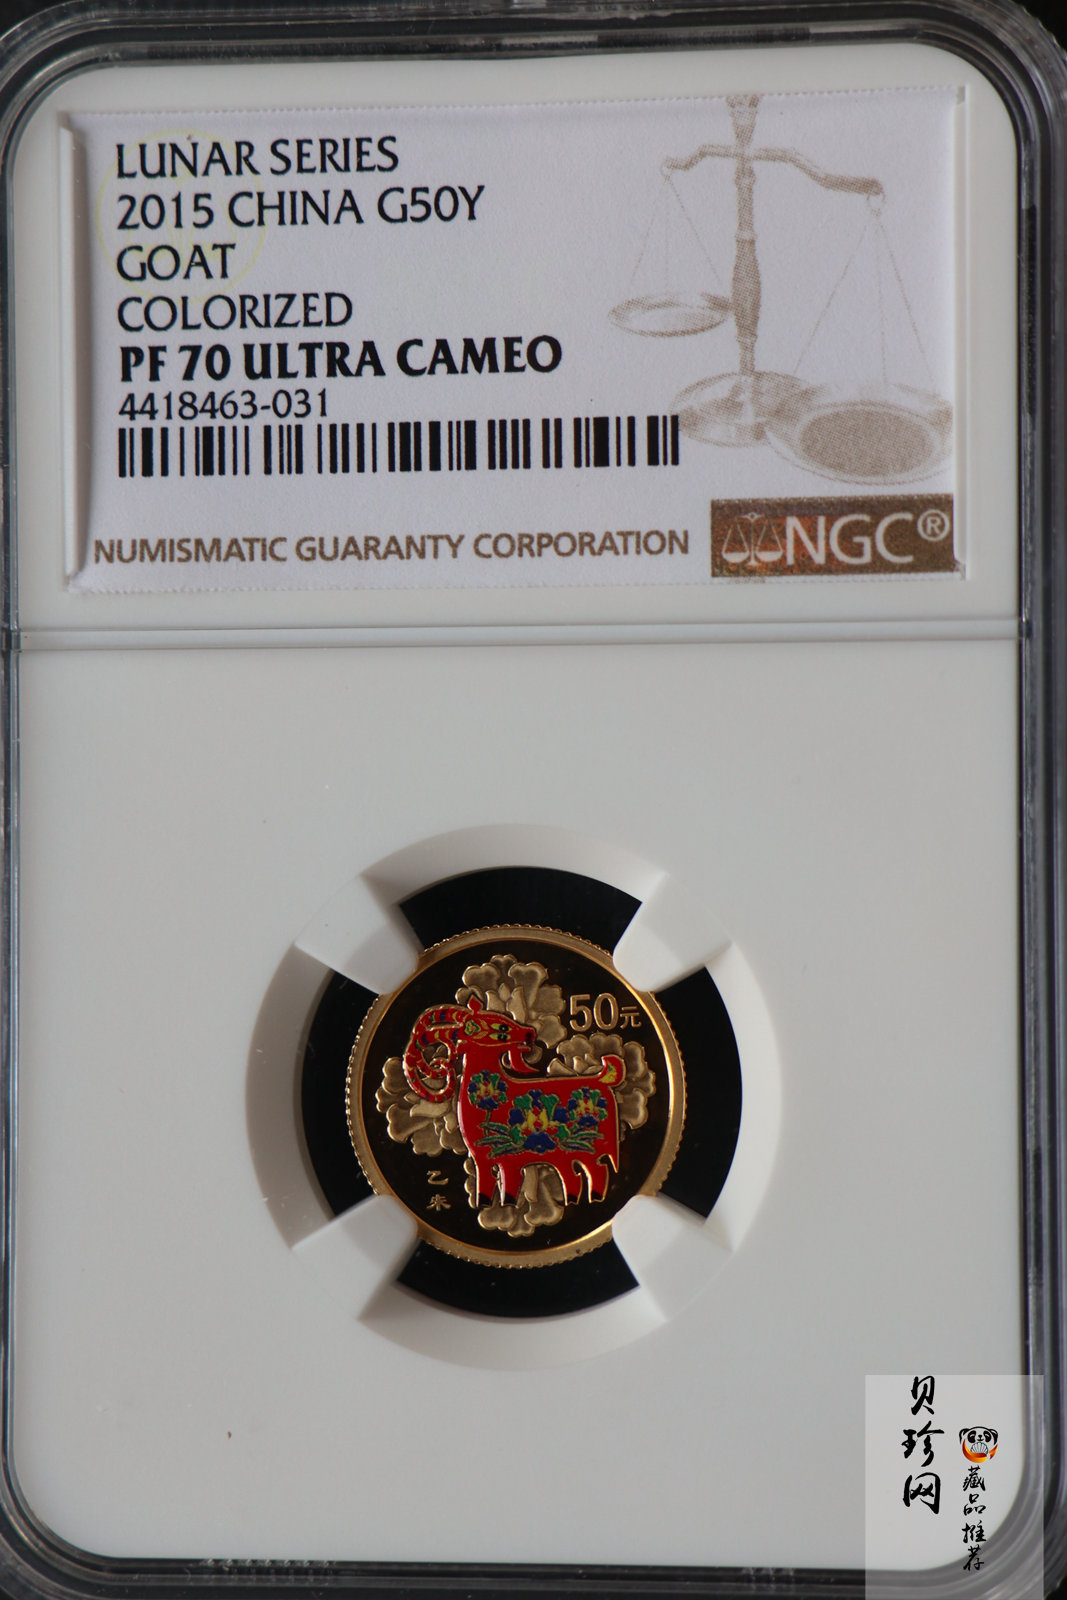 LUNAR SERIES
2015 CHINA G50Y
GOAT
COLORIZED
PF 70 ULTRA CAMEO
4418463-031
NUMISMATIC GUARANTY CORPORATION
NGC®
50元
乙未
贝珍网
藏品推荐